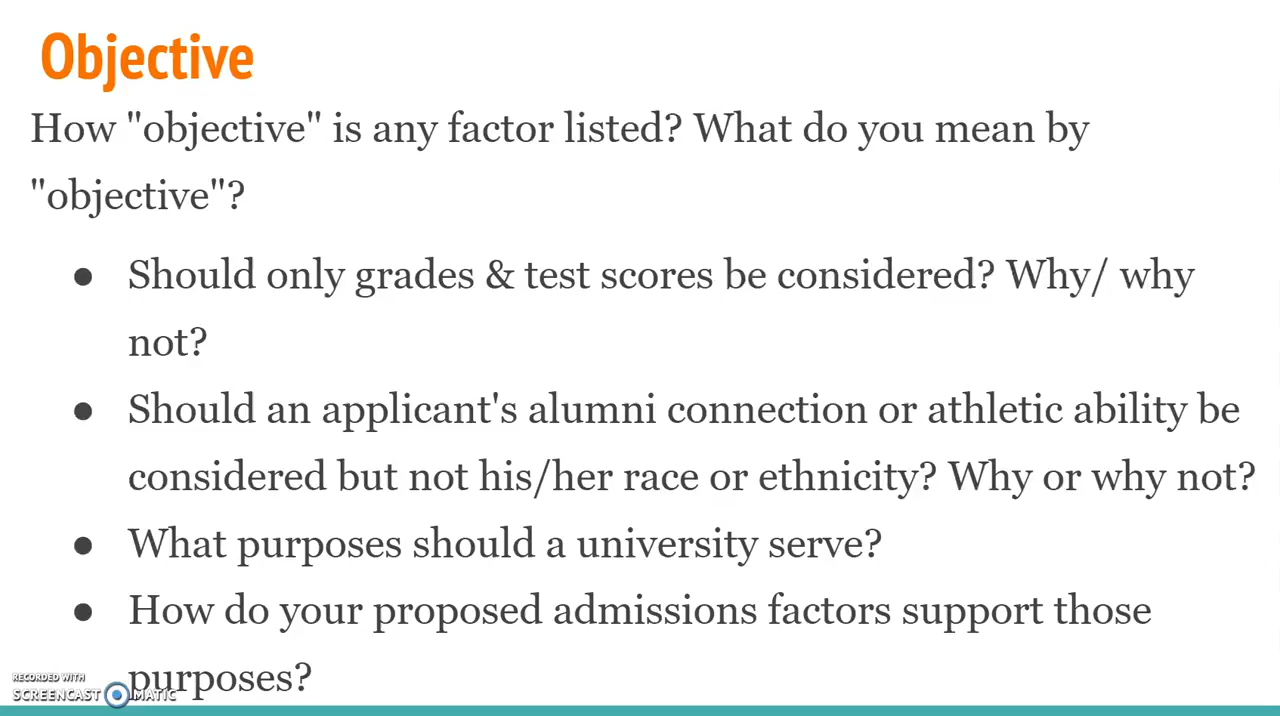 Objective
How "objective" is any factor listed? What do you mean by
"objective"?
● Should only grades & test scores be considered? Why/ why
not?
● Should an applicant's alumni connection or athletic ability be
considered but not his/her race or ethnicity? Why or why not?
● What purposes should a university serve?
● How do your proposed admissions factors support those
purposes?
RECORDED WITH
SCREENCAST MATIC